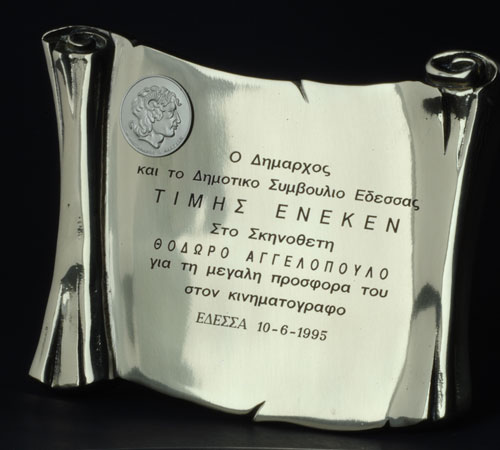 Ο Δημαρχος
και το Δημοτικο Συμβουλιο Εδεσσας
ΤΙΜΗΣ ΕΝΕΚΕΝ
Στο Σκηνοθετη
ΘΟΔΩΡΟ ΑΓΓΕΛΟΠΟΥΛΟ
για τη μεγαλη προσφορα του
στον κινηματογραφο
ΕΔΕΣΣΑ 10-6-1995